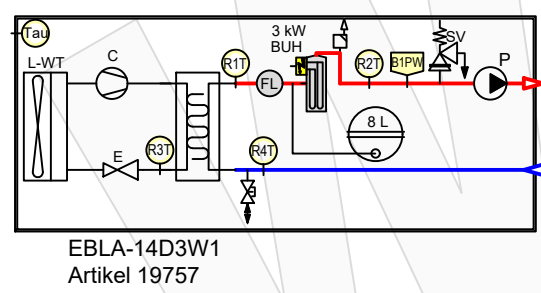 Tau
3 kW
BUH
SV
L-WT
C
R1T
FL
R2T
B1PW
P
8 L
E
R3T
R4T
EBLA-14D3W1
Artikel 19757